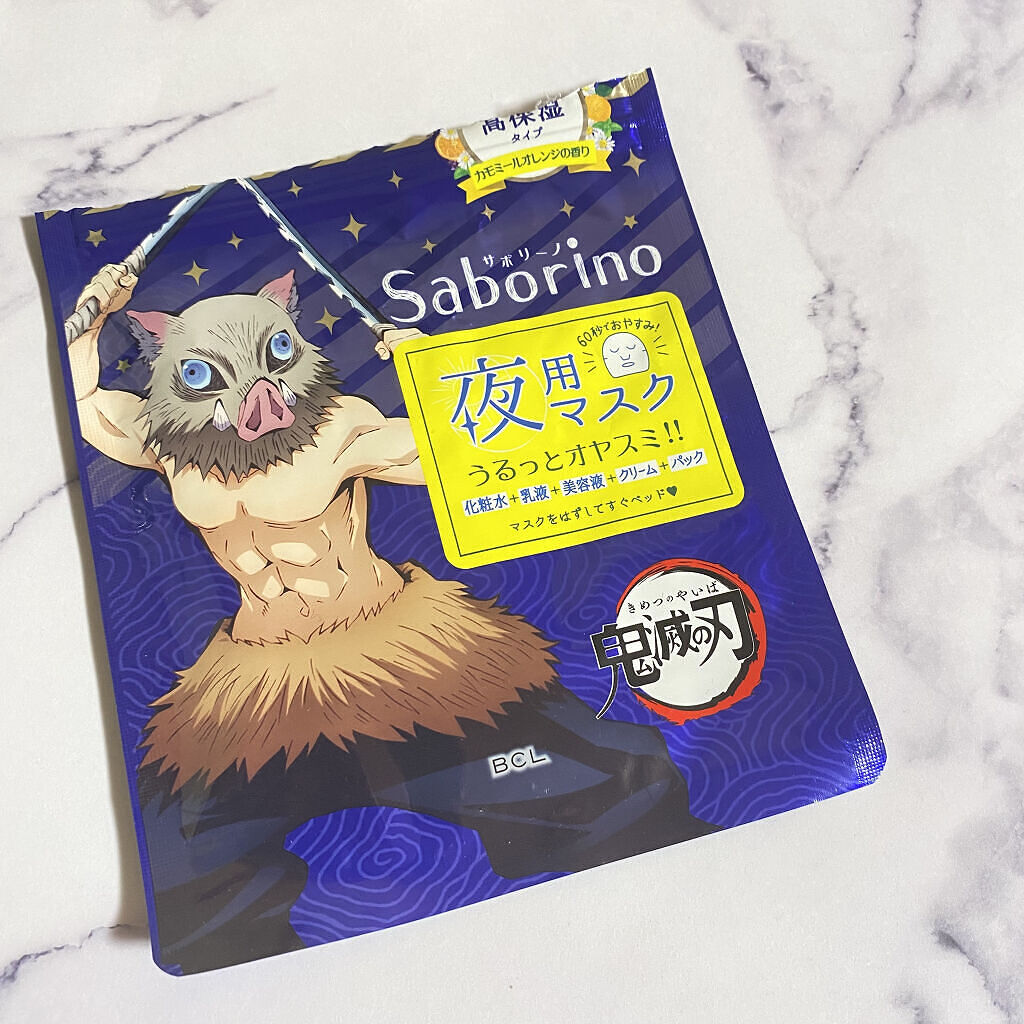 高保湿
タイプ
カモミールオレンジの香り
サボリーノ
Saborino
60秒でおやすみ!
夜用
マスク
うるっとオヤスミ!!
化粧水+乳液+美容液+クリーム+パック
マスクをはずしてすぐベッド♥
きめつのやいば
鬼滅の刃
BCL